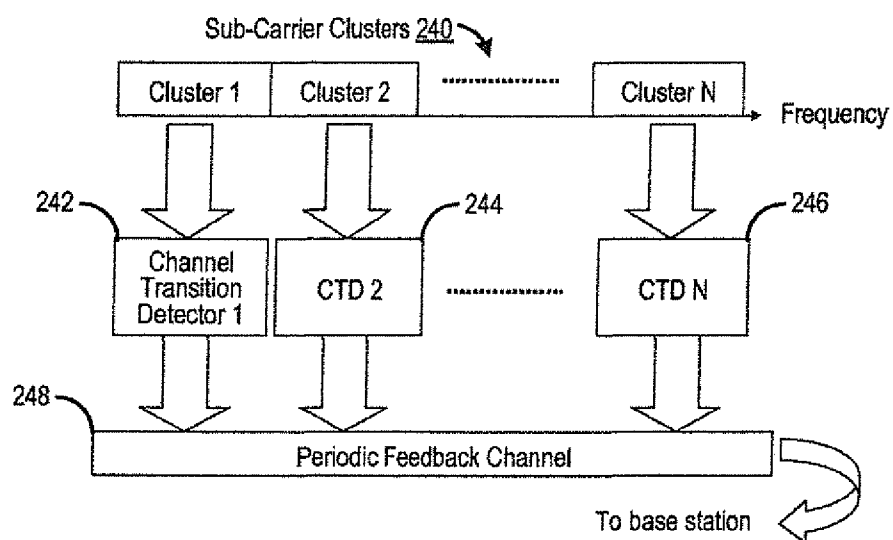 Sub-Carrier Clusters 240
Cluster 1
Cluster 2
Cluster N
Frequency
242
244
246
Channel
Transition
Detector 1
CTD 2
CTD N
248
Periodic Feedback Channel
To base station